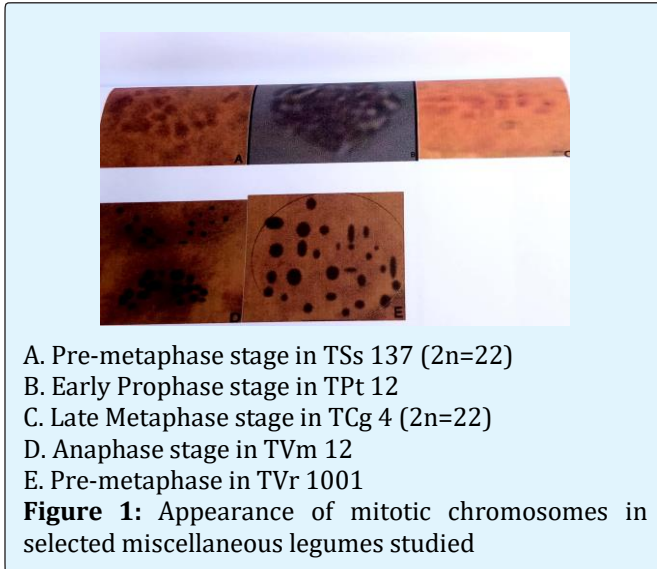 A
B
C
D
E
A. Pre-metaphase stage in TSs 137 (2n=22)
B. Early Prophase stage in TPt 12
C. Late Metaphase stage in TCg 4 (2n=22)
D. Anaphase stage in TVm 12
E. Pre-metaphase in TVr 1001
Figure 1: Appearance of mitotic chromosomes in
selected miscellaneous legumes studied